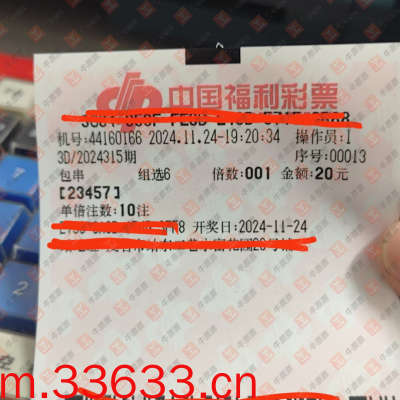 中国福利彩票
机号:44160166 2024.11.24-19:20:34 操作员:1
3D/2024315期 序号:00013
包串 组选6 倍数:001 金额:20元
[23457]
单倍注数:10注
开奖日:2024-11-24
m.33633.cn